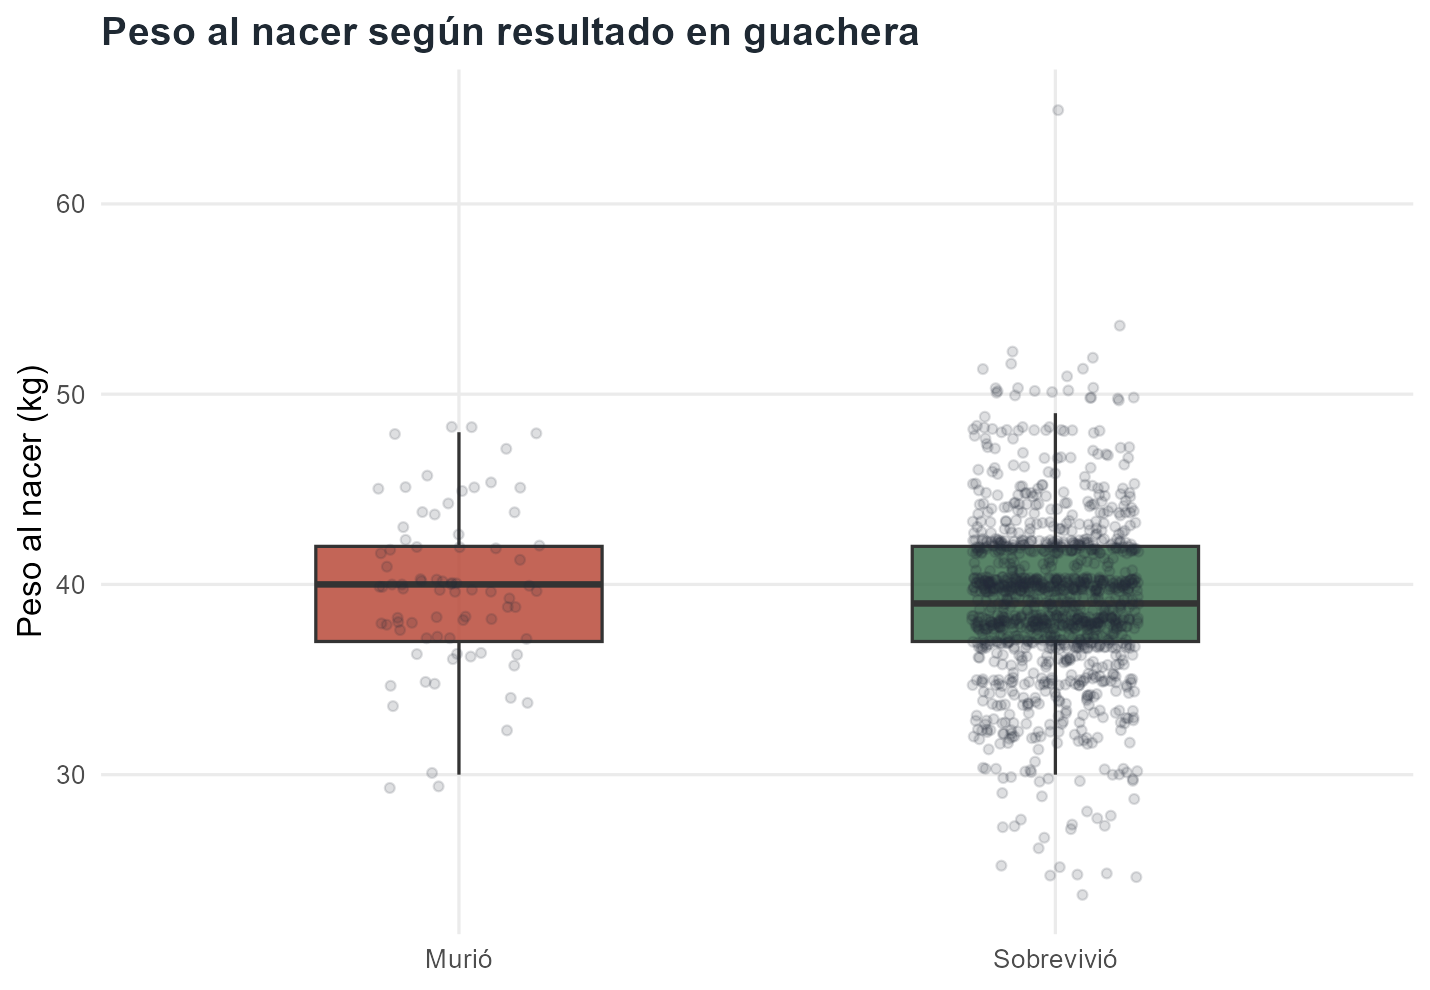 Peso al nacer según resultado en guachera
Peso al nacer (kg)
60
50
40
30
Murió
Sobrevivió